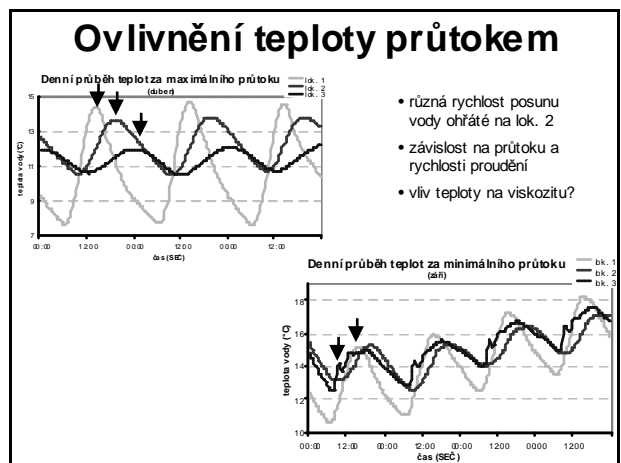 Ovlivnění teploty průtokem
Denní průběh teplot za maximálního průtoku
(duben)
lok. 1
lok. 2
lok. 3
15
13
11
9
7
teplota vody (°C)
00:00 12:00 00:00 12:00 00:00 12:00
čas (SEČ)
• různá rychlost posunu
vody ohřáté na lok. 2
• závislost na průtoku a
rychlosti proudění
• vliv teploty na viskozitu?
Denní průběh teplot za minimálního průtoku
(září)
lok. 1
lok. 2
lok. 3
18
16
14
12
10
teplota vody (°C)
00:00 12:00 00:00 12:00 00:00 12:00 00:00 12:00
čas (SEČ)